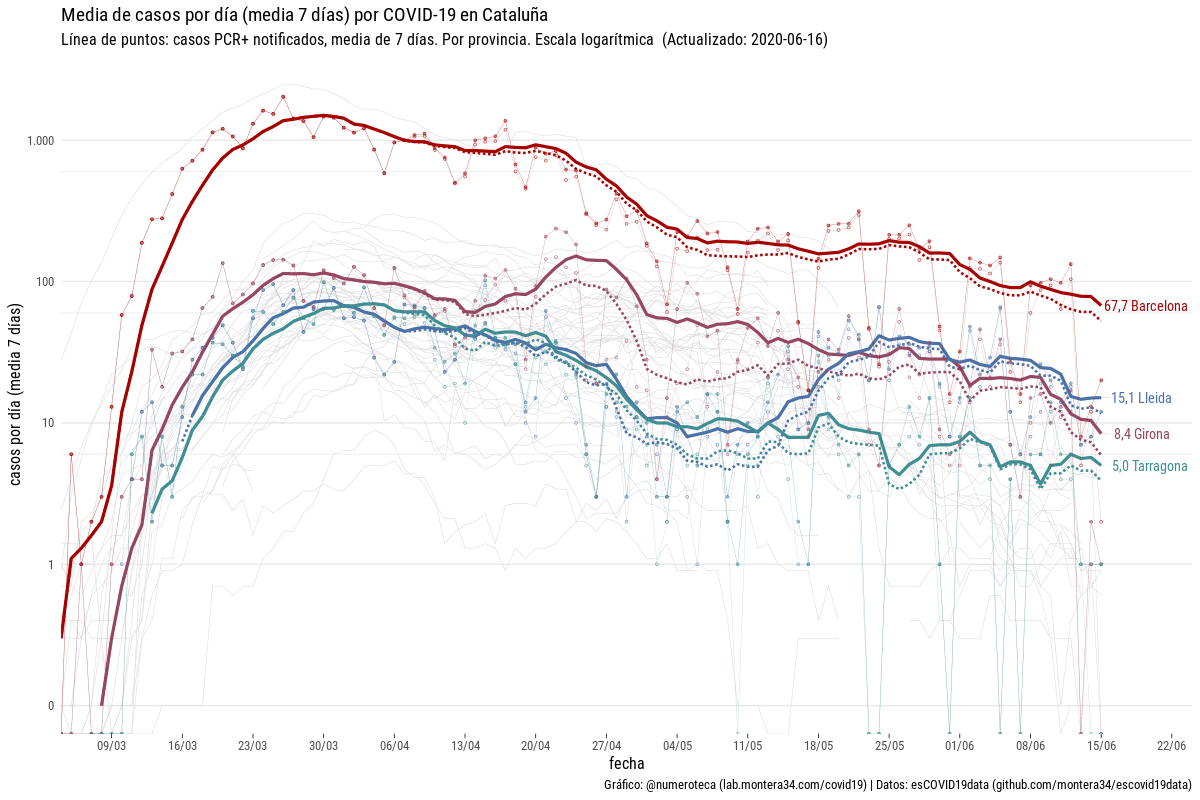 Media de casos por día (media 7 días) por COVID-19 en Cataluña
Línea de puntos: casos PCR+ notificados, media de 7 días. Por provincia. Escala logarítmica (Actualizado: 2020-06-16)
casos por día (media 7 días)
1.000
100
10
1
0
67,7 Barcelona
15,1 Lleida
8,4 Girona
5,0 Tarragona
09/03 16/03 23/03 30/03 06/04 13/04 20/04 27/04 04/05 11/05 18/05 25/05 01/06 08/06 15/06 22/06
fecha
Gráfico: @numeroteca (lab.montera34.com/covid19) | Datos: esCOVID19data (github.com/montera34/escovid19data)